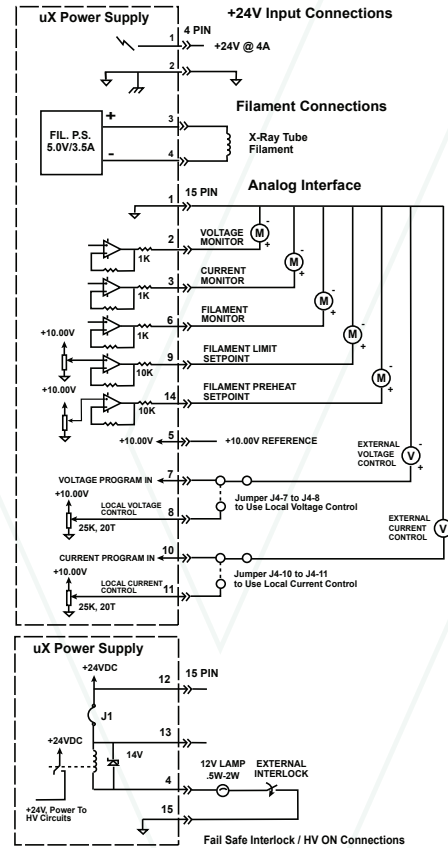 uX Power Supply
+24V Input Connections
4 PIN
1
+24V @ 4A
2
Filament Connections
FIL. P.S.
5.0V/3.5A
+
3
-
4
X-Ray Tube
Filament
Analog Interface
1
15 PIN
2
VOLTAGE
MONITOR
1K
M
-
+
3
CURRENT
MONITOR
1K
M
-
+
6
FILAMENT
MONITOR
1K
M
-
+
+10.00V
9
FILAMENT LIMIT
SETPOINT
10K
M
-
+
+10.00V
14
FILAMENT PREHEAT
SETPOINT
10K
M
-
+
+10.00V
5
+10.00V REFERENCE
EXTERNAL
VOLTAGE
CONTROL
V
VOLTAGE PROGRAM IN
7
+10.00V
LOCAL VOLTAGE
CONTROL
8
25K, 20T
Jumper J4-7 to J4-8
to Use Local Voltage Control
EXTERNAL
CURRENT
CONTROL
V
CURRENT PROGRAM IN
10
+10.00V
LOCAL CURRENT
CONTROL
11
25K, 20T
Jumper J4-10 to J4-11
to Use Local Current Control
uX Power Supply
+24VDC
12
15 PIN
J1
13
+24VDC
14V
4
12V LAMP
.5W-2W
EXTERNAL
INTERLOCK
+24V, Power To
HV Circuits
15
Fail Safe Interlock / HV ON Connections